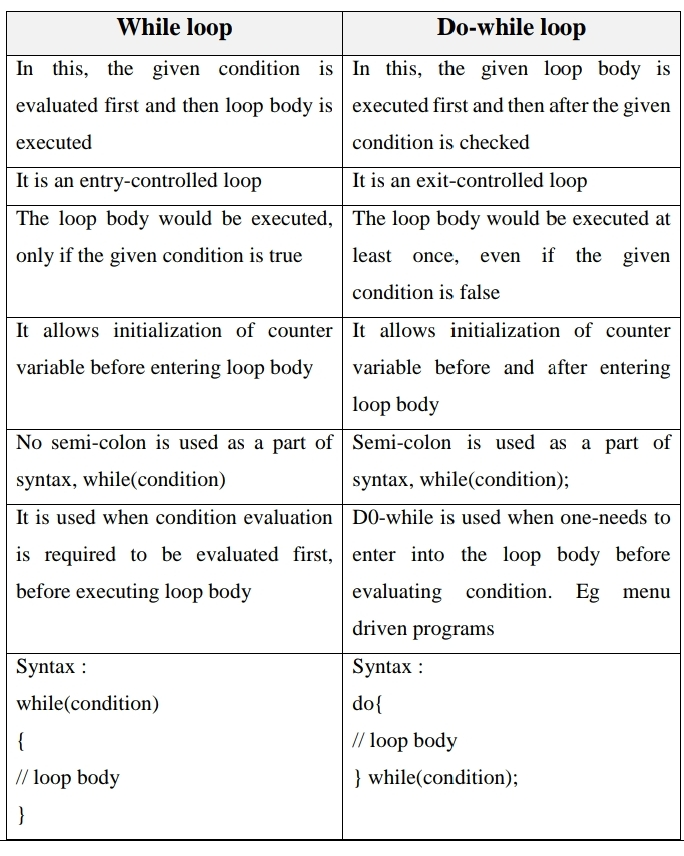 While loop
Do-while loop
In this, the given condition is
evaluated first and then loop body is
executed
In this, the given loop body is
executed first and then after the given
condition is checked
It is an entry-controlled loop
It is an exit-controlled loop
The loop body would be executed,
only if the given condition is true
The loop body would be executed at
least once, even if the given
condition is false
It allows initialization of counter
variable before entering loop body
It allows initialization of counter
variable before and after entering
loop body
No semi-colon is used as a part of
syntax, while(condition)
Semi-colon is used as a part of
syntax, while(condition);
It is used when condition evaluation
is required to be evaluated first,
before executing loop body
D0-while is used when one-needs to
enter into the loop body before
evaluating condition. Eg menu
driven programs
Syntax :
while(condition)
{
// loop body
}
Syntax :
do{
// loop body
} while(condition);